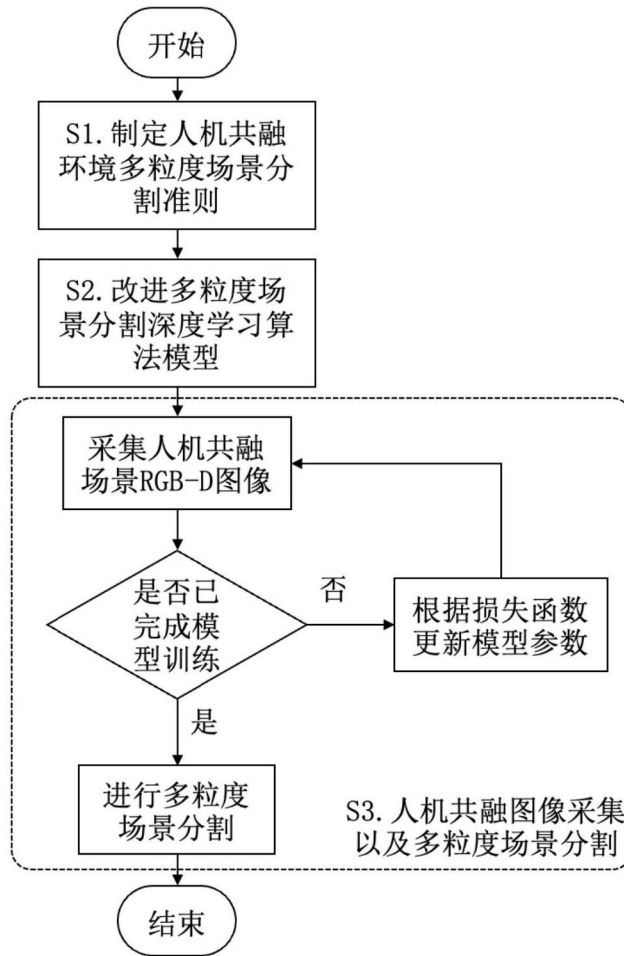 开始
S1.制定人机共融
环境多粒度场景分
割准则
S2.改进多粒度场
景分割深度学习算
法模型
采集人机共融
场景RGB-D图像
是否已
完成模
型训练
否
根据损失函数
更新模型参数
是
进行多粒度
场景分割
S3.人机共融图像采集
以及多粒度场景分割
结束